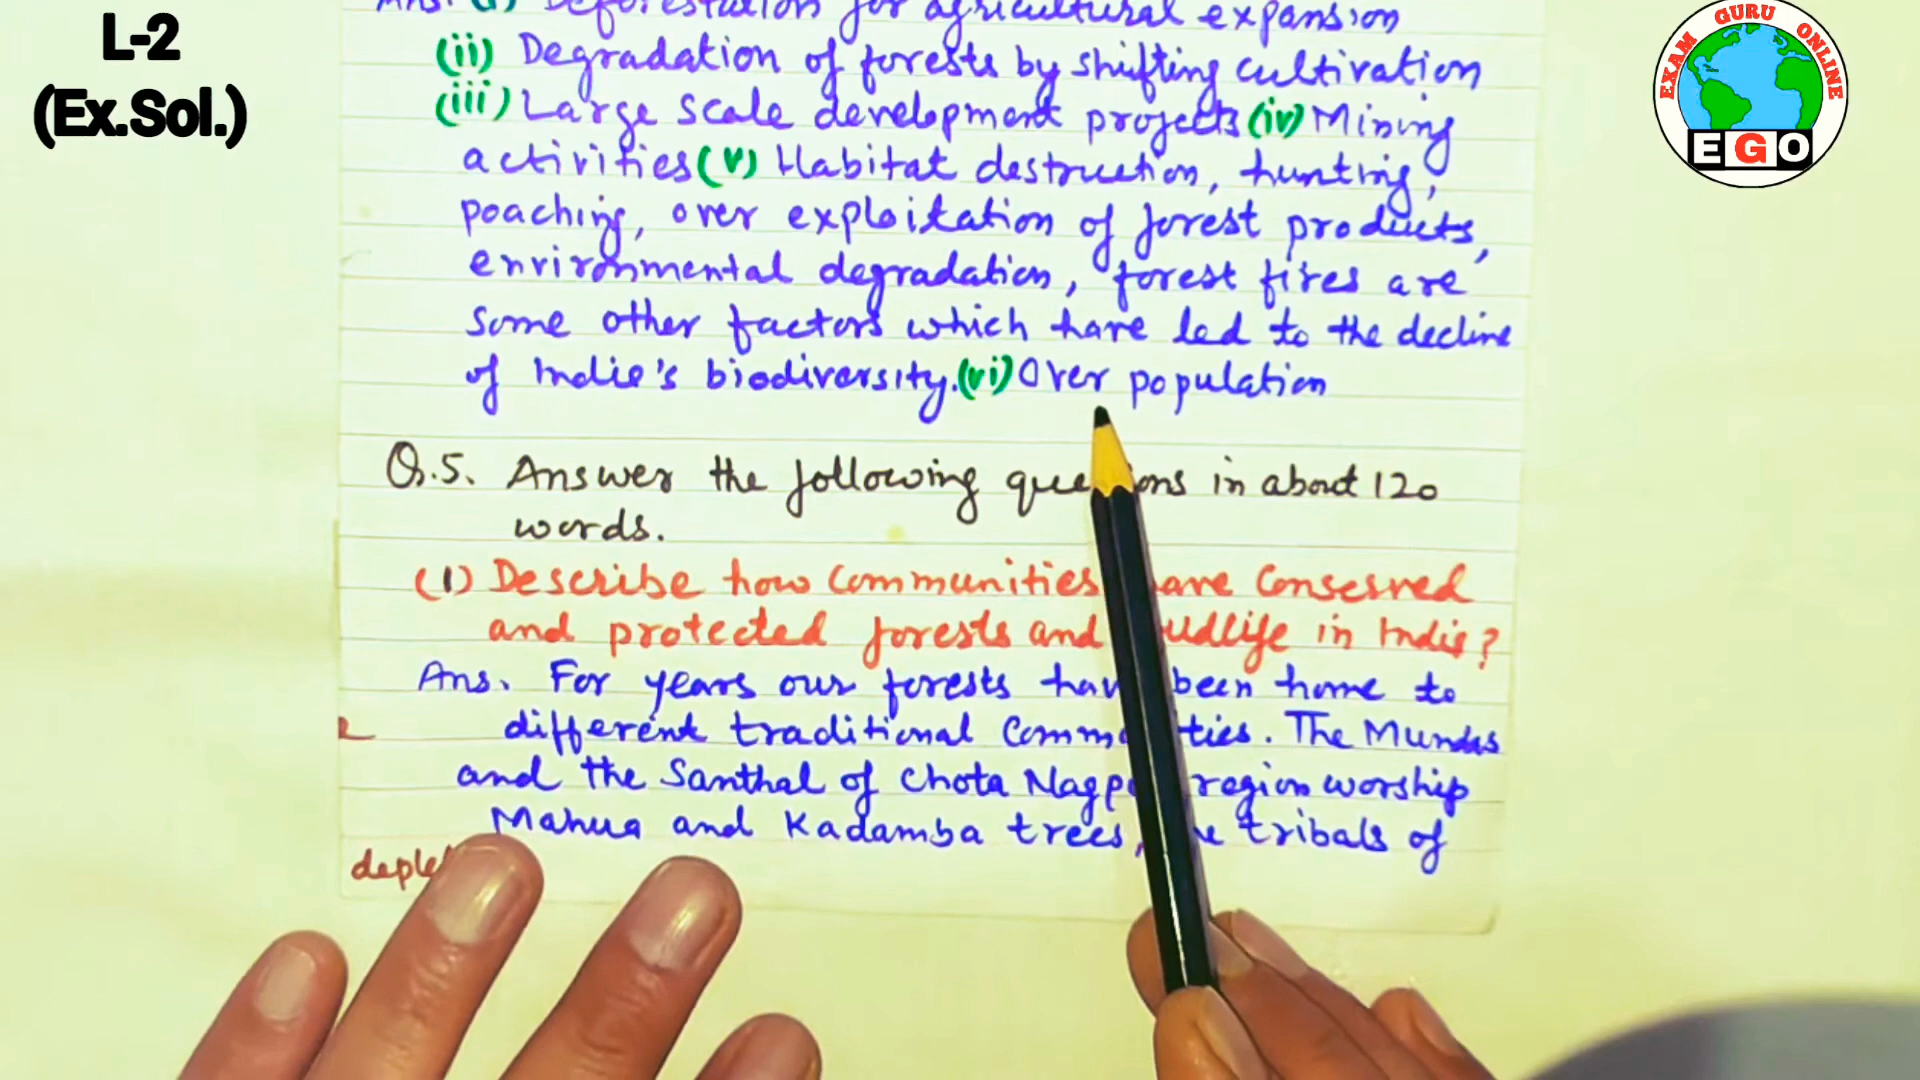 L-2
(Ex.Sol.)
EXAM GURU ONLINE
EGO
Ans. (i) Deforestation for agricultural expansion
(ii) Degradation of forests by shifting cultivation
(iii) Large scale development projects (iv) Mining
activities (v) Habitat destruction, hunting,
poaching, over exploitation of forest products,
environmental degradation, forest fires are
some other factors which have led to the decline
of India's biodiversity. (vi) Over population
Q.5. Answer the following questions in about 120
words.
(1) Describe how communities have conserved
and protected forests and wildlife in India?
Ans. For years our forests have been home to
different traditional communities. The Mundas
and the Santhal of Chota Nagpur region worship
Mahua and Kadamba trees, the tribals of